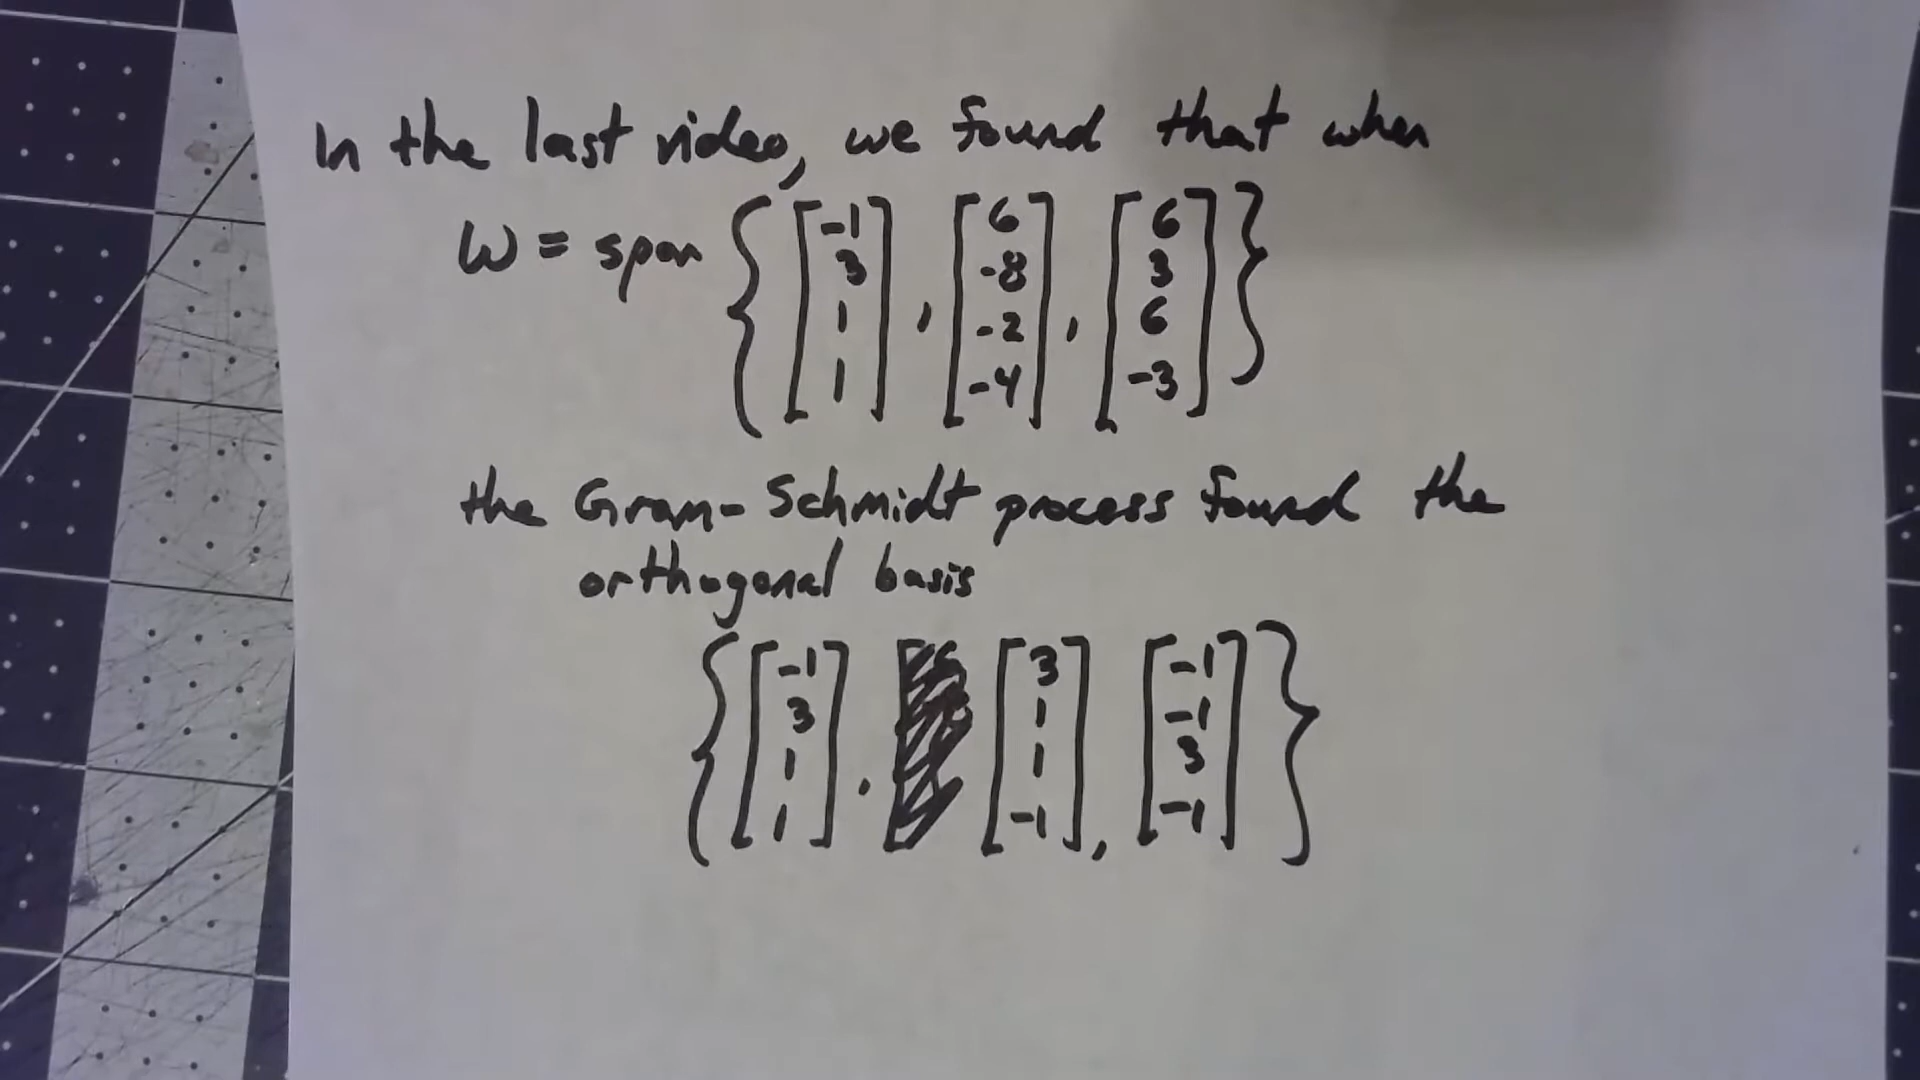 In the last video, we found that when
W = span { [-1 3 1 1], [6 -8 -2 -4], [6 3 6 -3] }
the Gram-Schmidt process found the
orthogonal basis
{ [-1 3 1 1], [3 1 1 -1], [-1 -1 3 -1] }